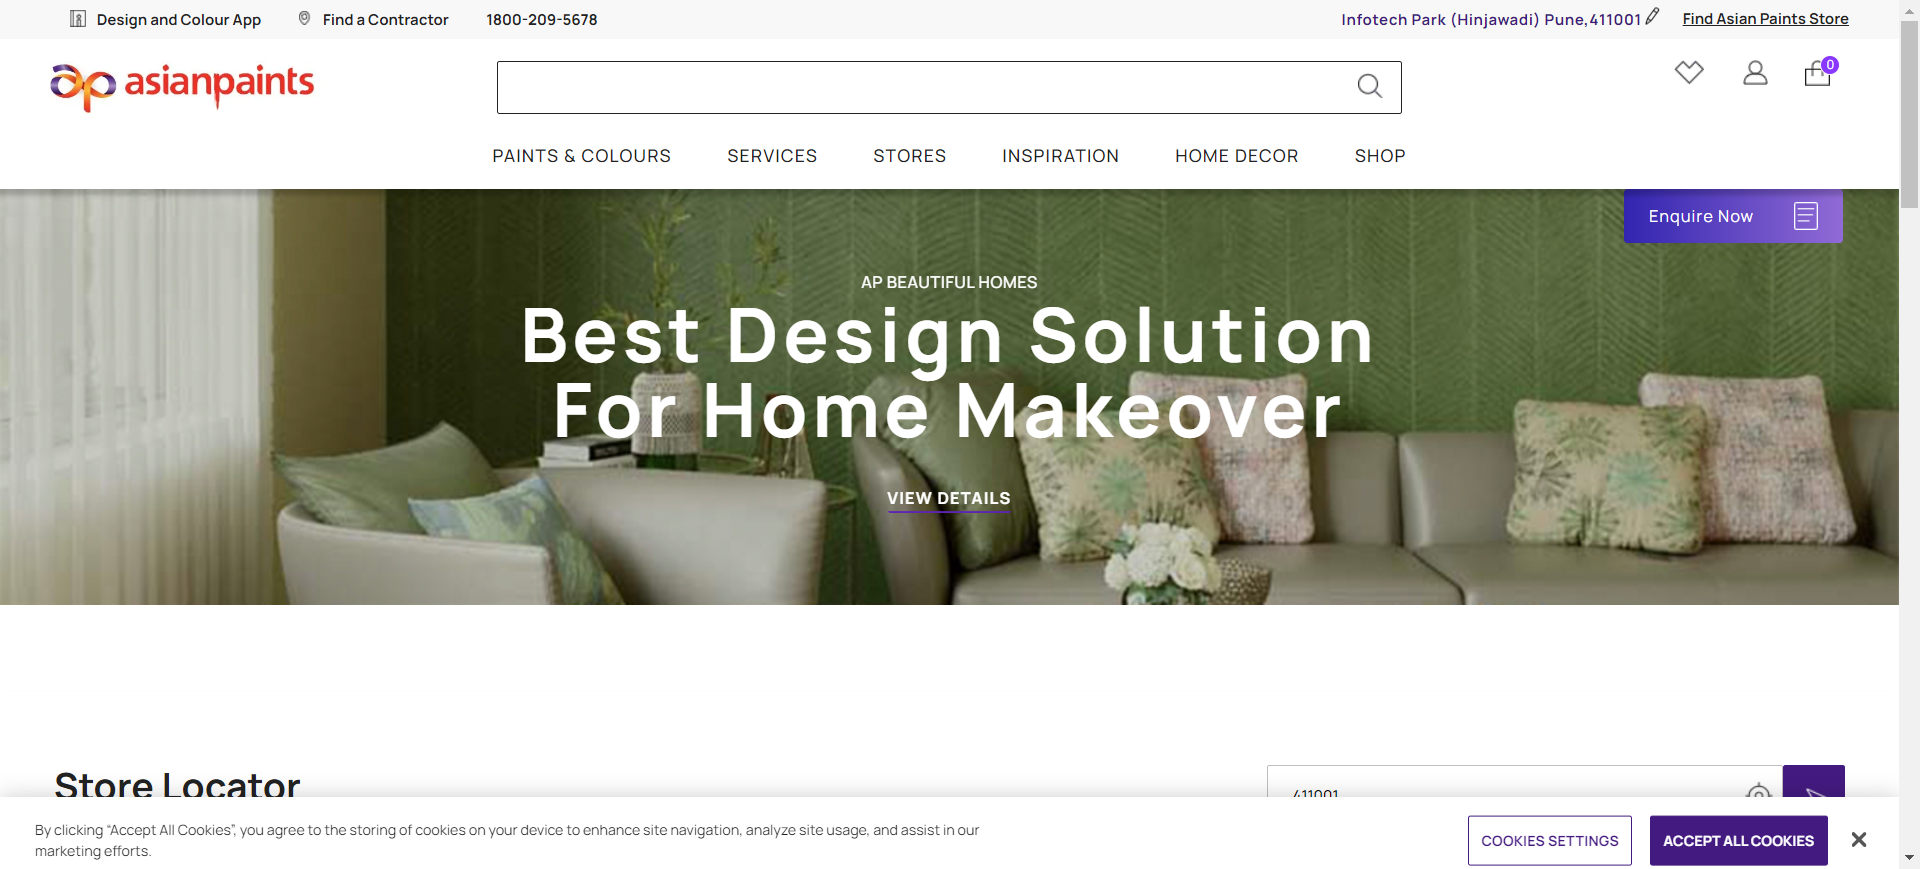 Design and Colour App
Find a Contractor
1800-209-5678
Infotech Park (Hinjawadi) Pune,411001
Find Asian Paints Store
ap asianpaints
0
PAINTS & COLOURS
SERVICES
STORES
INSPIRATION
HOME DECOR
SHOP
Enquire Now
AP BEAUTIFUL HOMES
Best Design Solution
For Home Makeover
VIEW DETAILS
Store Locator
411001
By clicking “Accept All Cookies”, you agree to the storing of cookies on your device to enhance site navigation, analyze site usage, and assist in our
marketing efforts.
COOKIES SETTINGS
ACCEPT ALL COOKIES